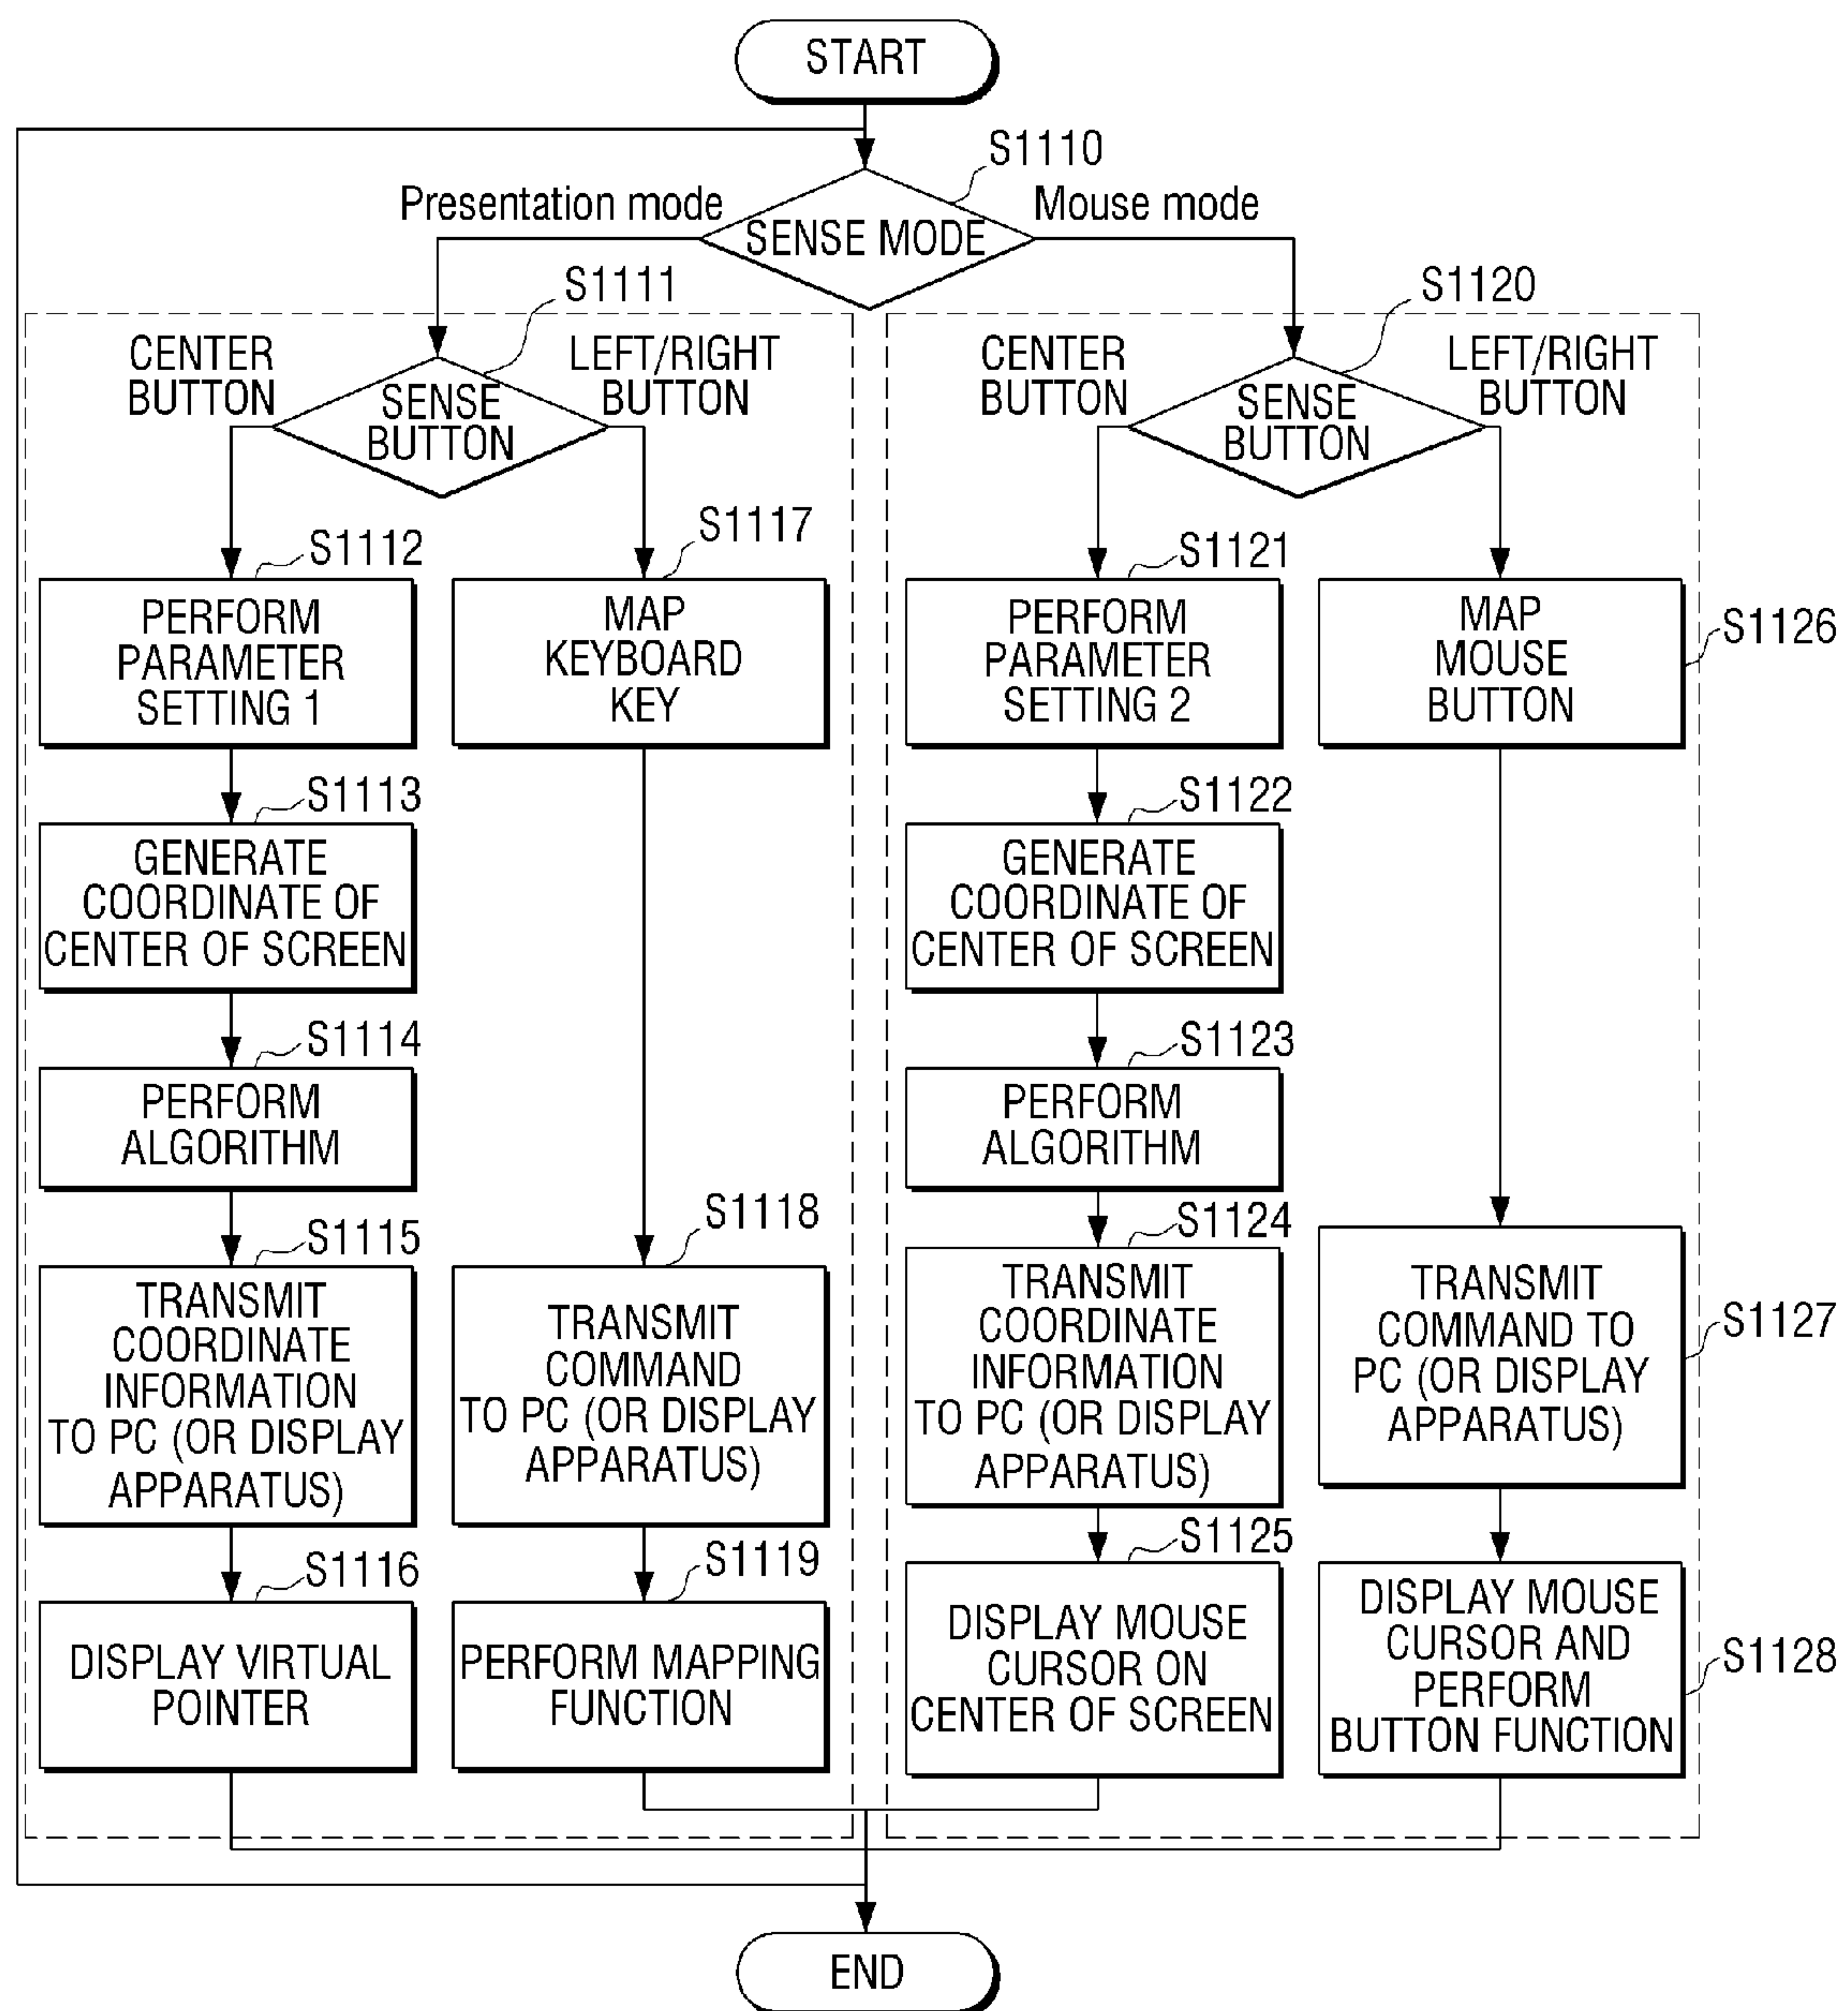 START
S1110
Presentation mode
SENSE MODE
Mouse mode
S1111
CENTER
BUTTON
SENSE
BUTTON
LEFT/RIGHT
BUTTON
S1112
PERFORM
PARAMETER
SETTING 1
S1113
GENERATE
COORDINATE OF
CENTER OF SCREEN
S1114
PERFORM
ALGORITHM
S1115
TRANSMIT
COORDINATE
INFORMATION
TO PC (OR DISPLAY
APPARATUS)
S1116
DISPLAY VIRTUAL
POINTER
S1117
MAP
KEYBOARD
KEY
S1118
TRANSMIT
COMMAND
TO PC (OR DISPLAY
APPARATUS)
S1119
PERFORM MAPPING
FUNCTION
S1120
CENTER
BUTTON
SENSE
BUTTON
LEFT/RIGHT
BUTTON
S1121
PERFORM
PARAMETER
SETTING 2
S1122
GENERATE
COORDINATE OF
CENTER OF SCREEN
S1123
PERFORM
ALGORITHM
S1124
TRANSMIT
COORDINATE
INFORMATION
TO PC (OR DISPLAY
APPARATUS)
S1125
DISPLAY MOUSE
CURSOR ON
CENTER OF SCREEN
MAP
MOUSE
BUTTON
S1126
TRANSMIT
COMMAND TO
PC (OR DISPLAY
APPARATUS)
S1127
DISPLAY MOUSE
CURSOR AND
PERFORM
BUTTON FUNCTION
S1128
END